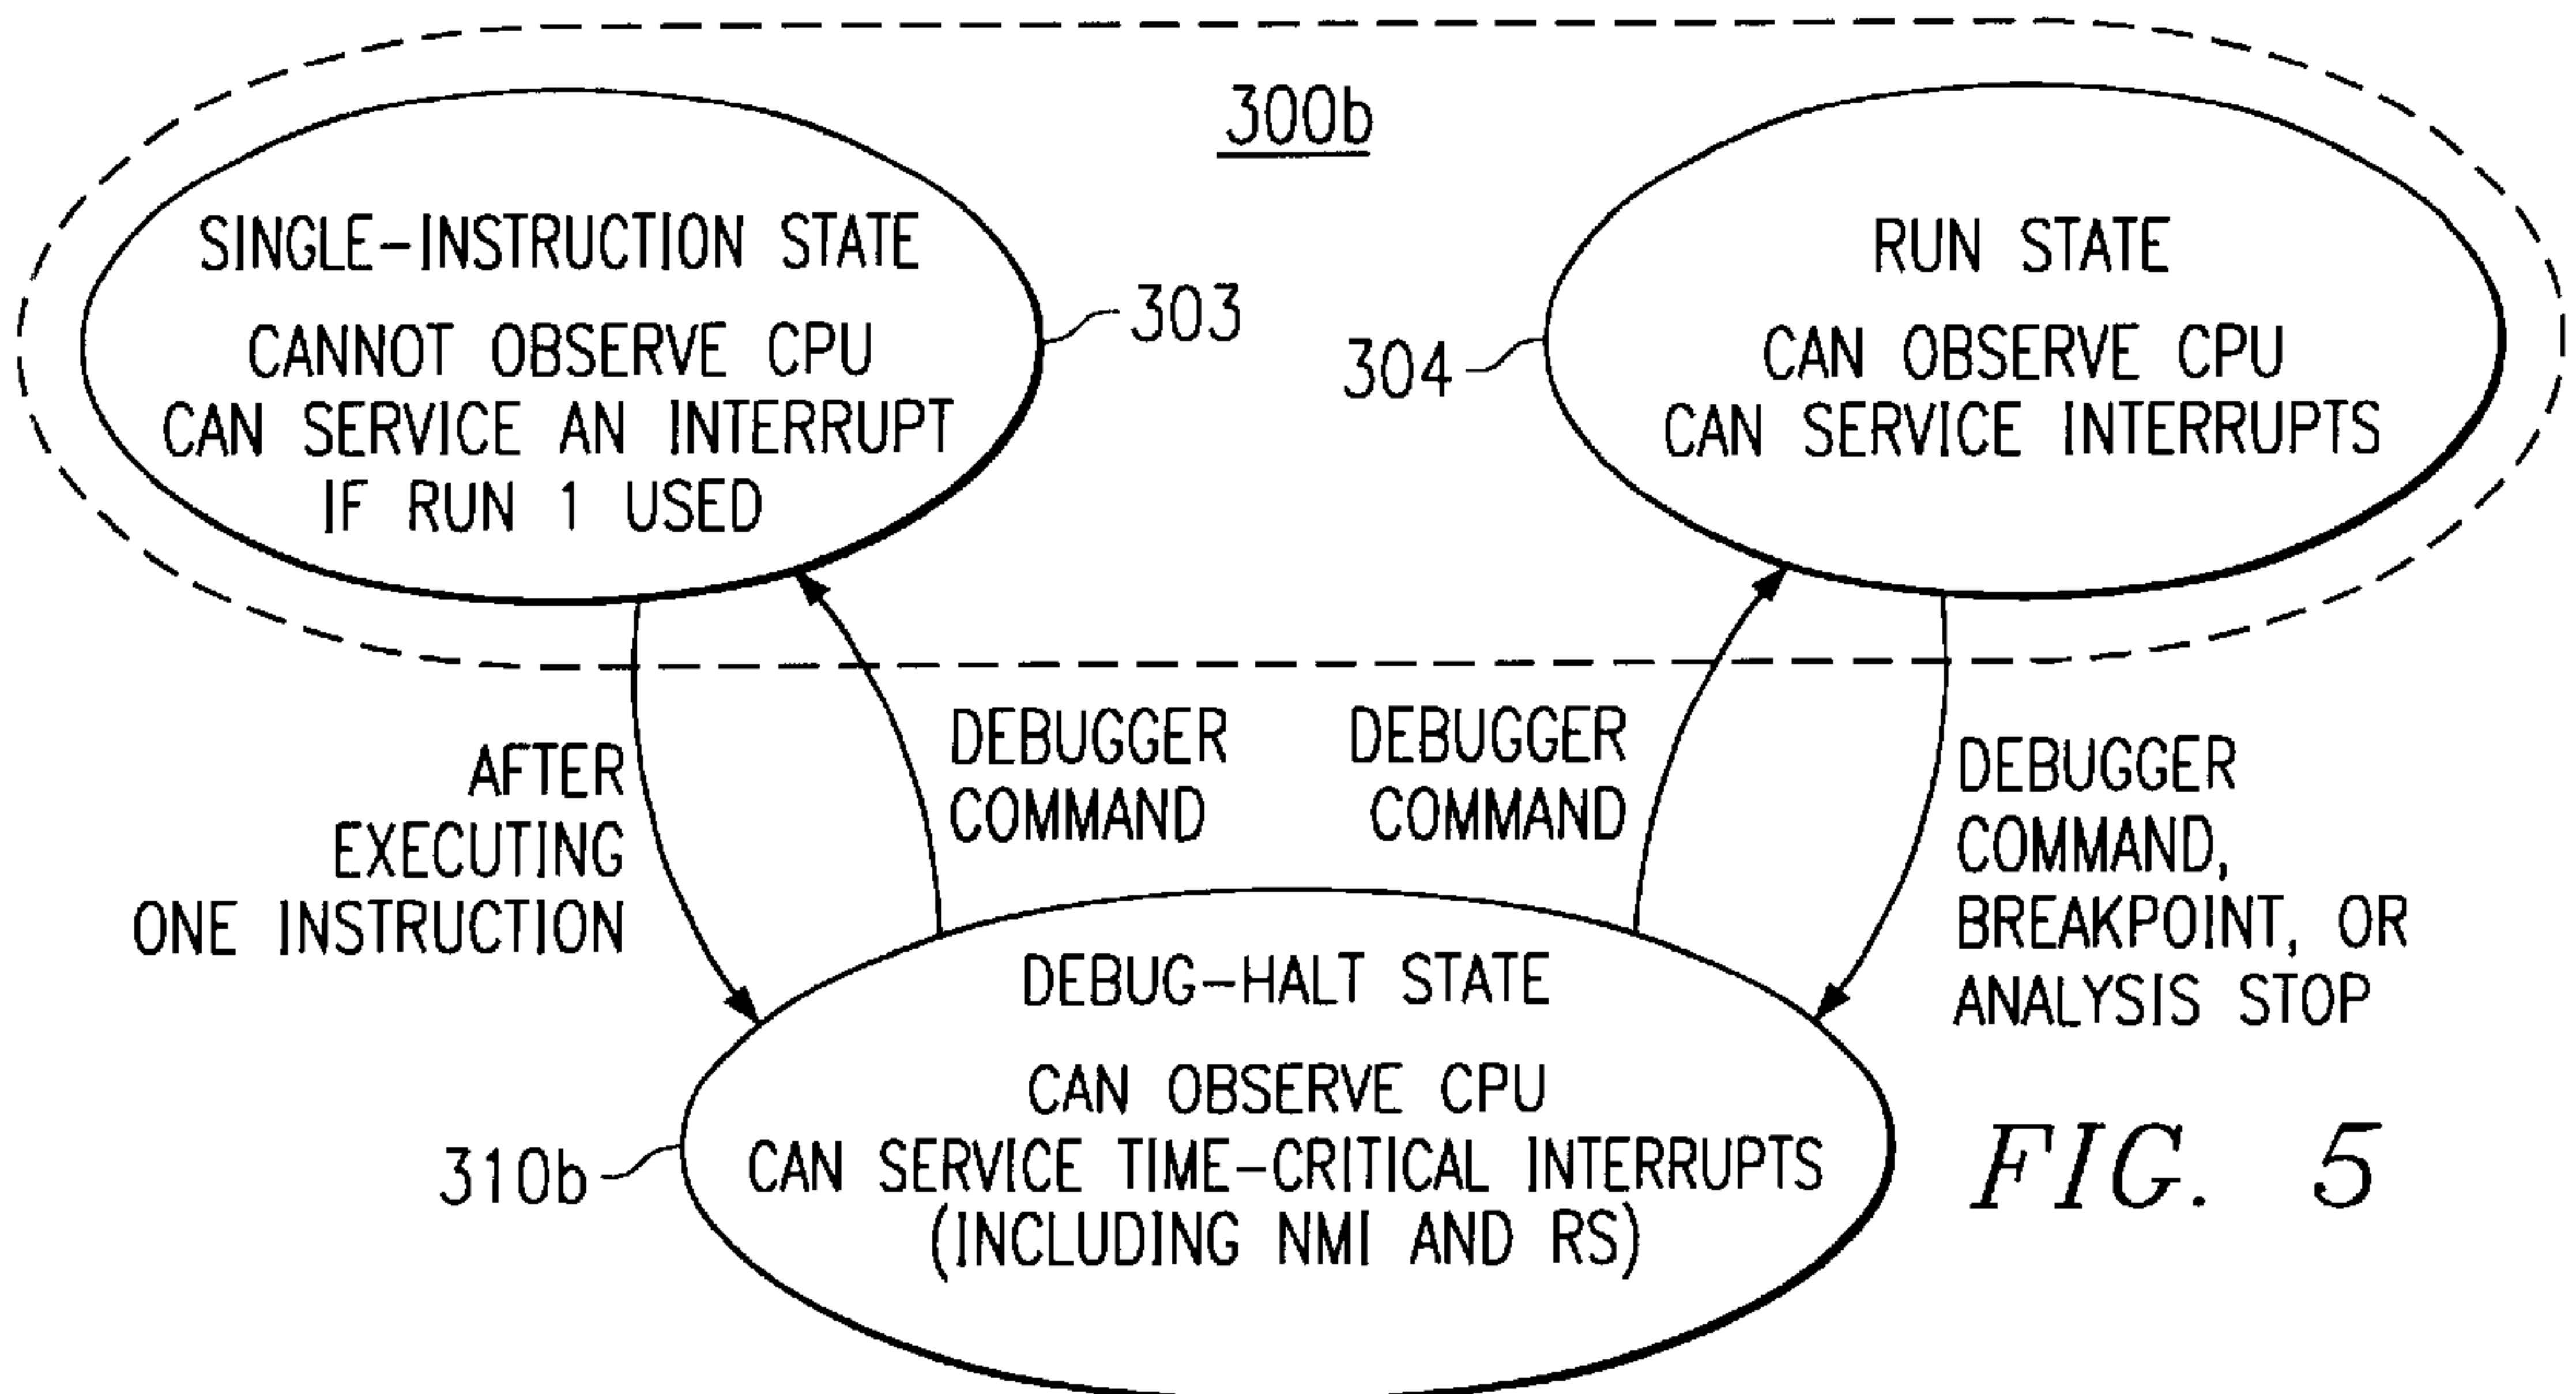 300b
SINGLE-INSTRUCTION STATE
CANNOT OBSERVE CPU
CAN SERVICE AN INTERRUPT
IF RUN 1 USED
303
RUN STATE
CAN OBSERVE CPU
CAN SERVICE INTERRUPTS
304
AFTER
EXECUTING
ONE INSTRUCTION
DEBUGGER
COMMAND
DEBUGGER
COMMAND
DEBUGGER
COMMAND,
BREAKPOINT, OR
ANALYSIS STOP
DEBUG-HALT STATE
CAN OBSERVE CPU
CAN SERVICE TIME-CRITICAL INTERRUPTS
(INCLUDING NMI AND RS)
310b
FIG. 5